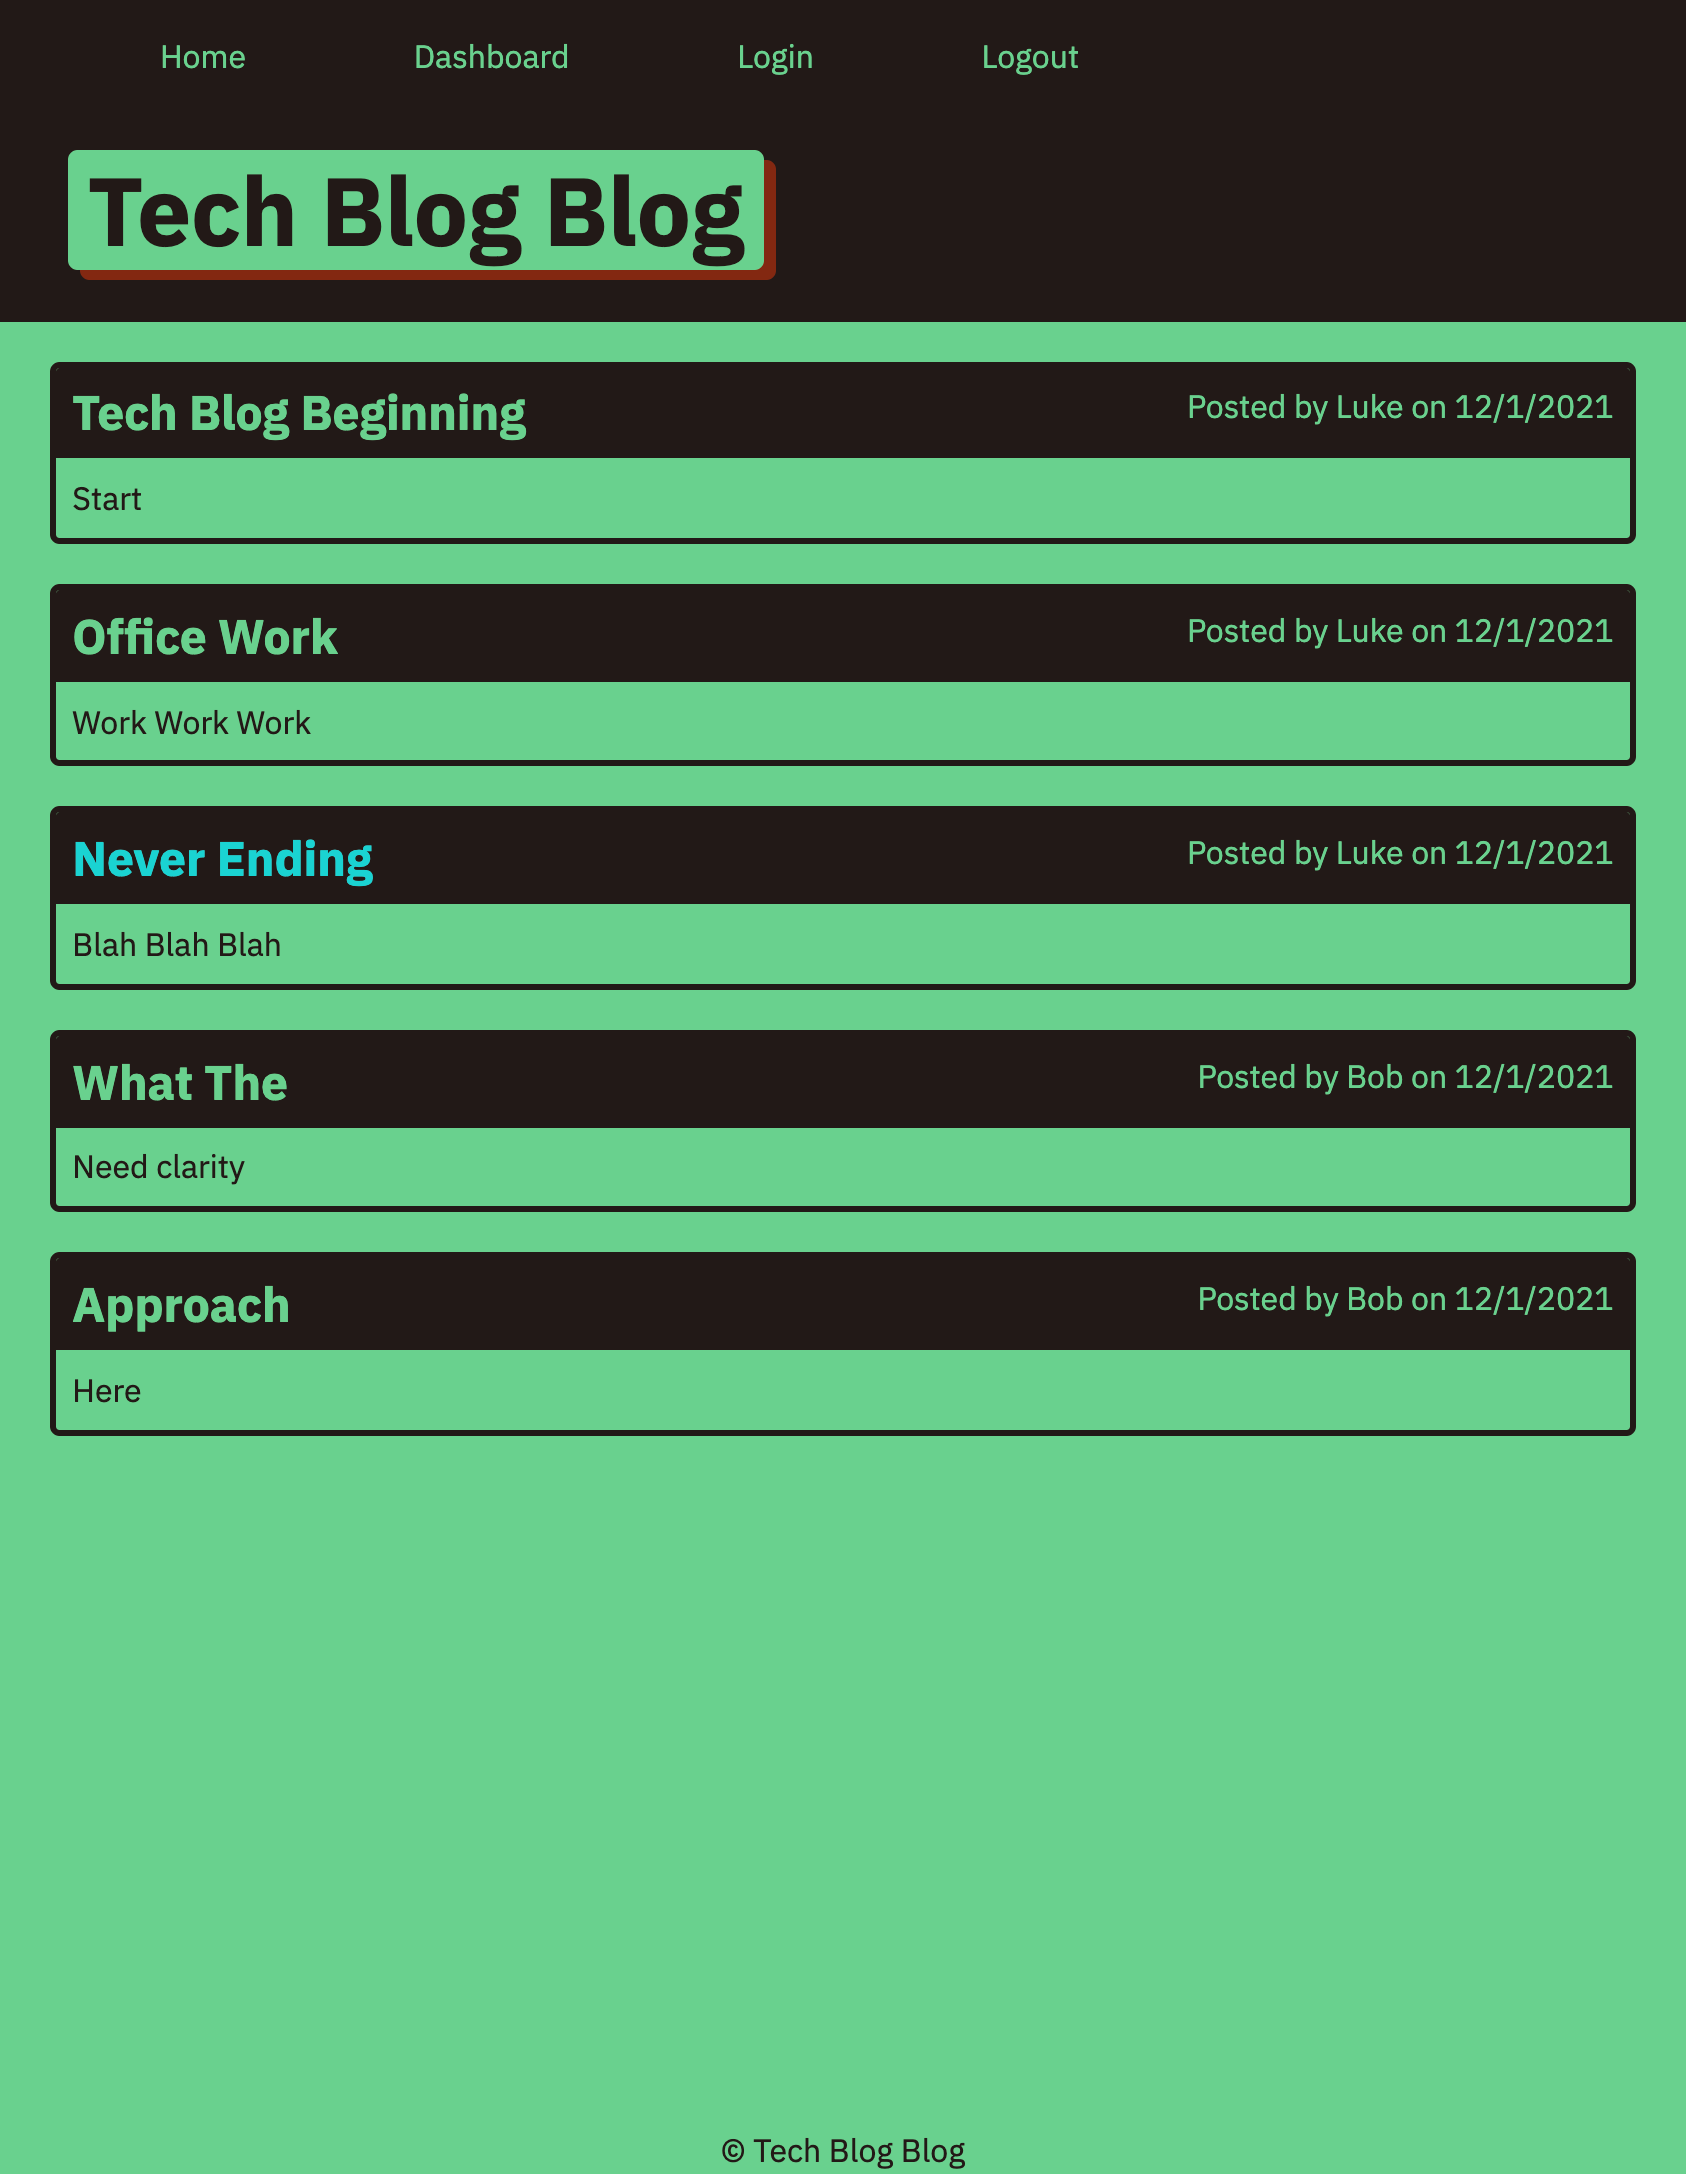 Home Dashboard Login Logout
Tech Blog Blog
Tech Blog Beginning Posted by Luke on 12/1/2021
Start
Office Work Posted by Luke on 12/1/2021
Work Work Work
Never Ending Posted by Luke on 12/1/2021
Blah Blah Blah
What The Posted by Bob on 12/1/2021
Need clarity
Approach Posted by Bob on 12/1/2021
Here
© Tech Blog Blog